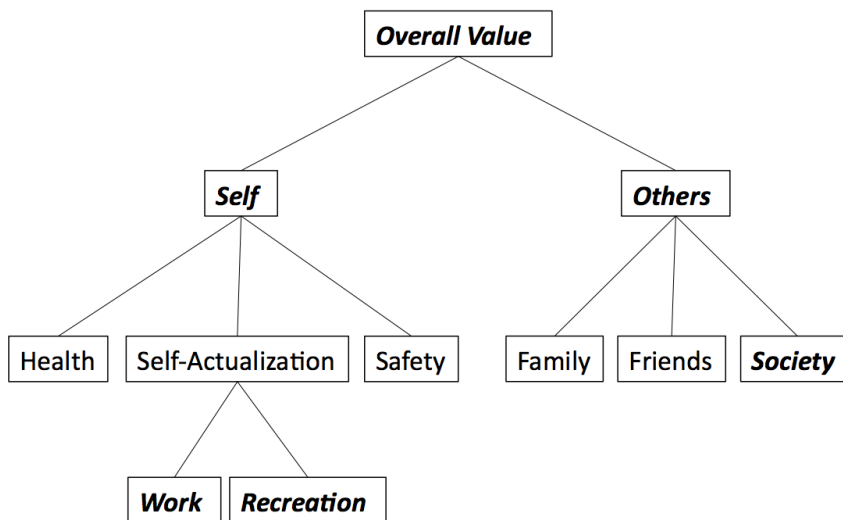 Overall Value
Self
Others
Health
Self-Actualization
Safety
Family
Friends
Society
Work
Recreation